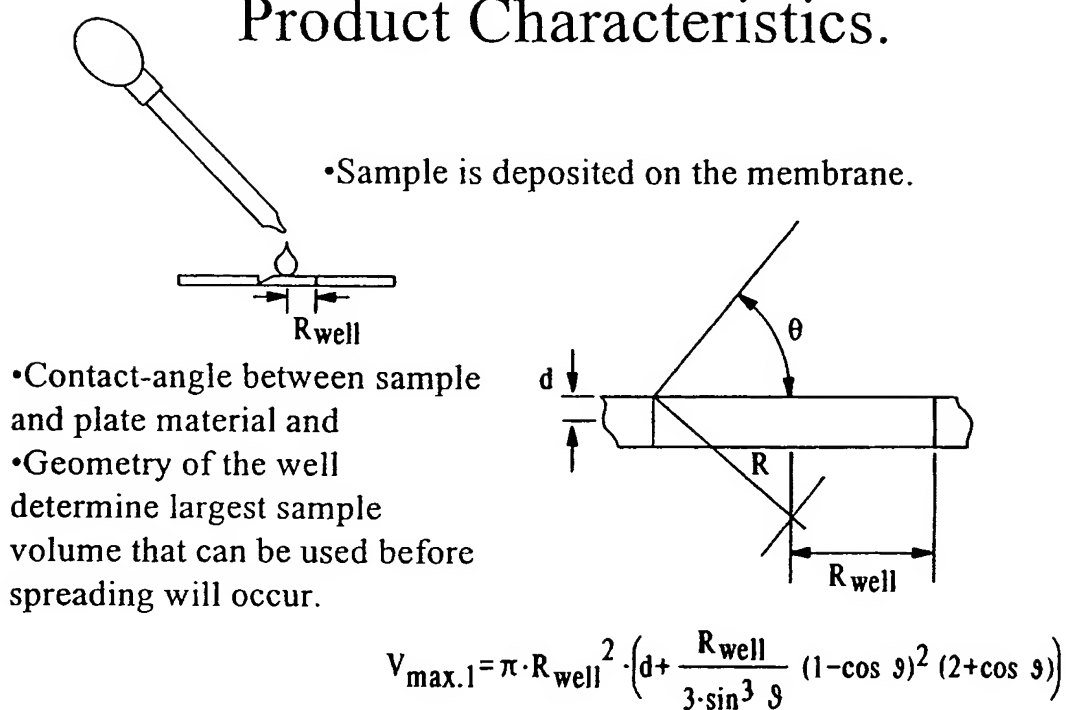 Product Characteristics.
•Sample is deposited on the membrane.
Rwell
•Contact-angle between sample
and plate material and
•Geometry of the well
determine largest sample
volume that can be used before
spreading will occur.
d
θ
R
Rwell
Vmax.1=π·Rwell²·(d+ Rwell/3·sin³ ϑ (1-cos ϑ)² (2+cos ϑ))